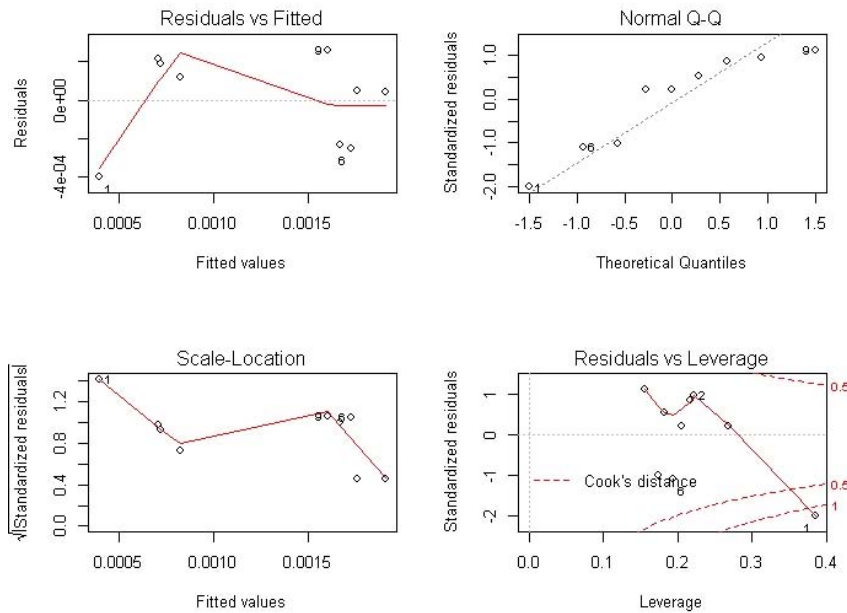 Residuals vs Fitted
Residuals
0e+00
-4e-04
9
6
1
0.0005 0.0010 0.0015
Fitted values
Normal Q-Q
Standardized residuals
1.0
0.0
-1.0
-2.0
9
6
1
-1.5 -1.0 -0.5 0.0 0.5 1.0 1.5
Theoretical Quantiles
Scale-Location
√|Standardized residuals|
1.2
0.8
0.4
0.0
1
9
6
0.0005 0.0010 0.0015
Fitted values
Residuals vs Leverage
Standardized residuals
1
0
-1
-2
2
6
1
Cook's distance
0.5
0.5
1
0.0 0.1 0.2 0.3 0.4
Leverage